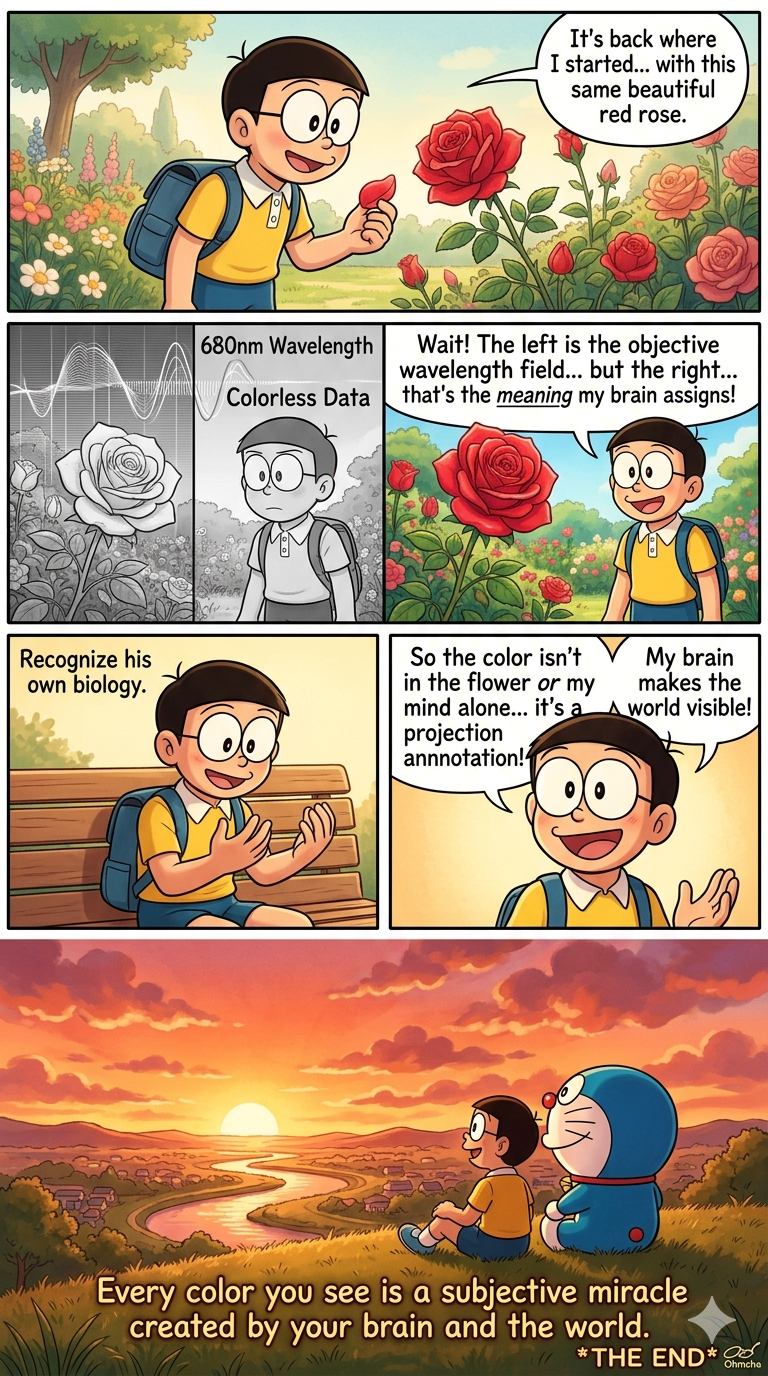 It's back where
I started... with this
same beautiful
red rose.
680nm Wavelength
Colorless Data
Wait! The left is the objective
wavelength field... but the right...
that's the meaning my brain assigns!
Recognize his
own biology.
So the color isn't
in the flower or my
mind alone... it's a
projection
annnotation!
My brain
makes the
world visible!
Every color you see is a subjective miracle
created by your brain and the world.
*THE END*
Ohmcha